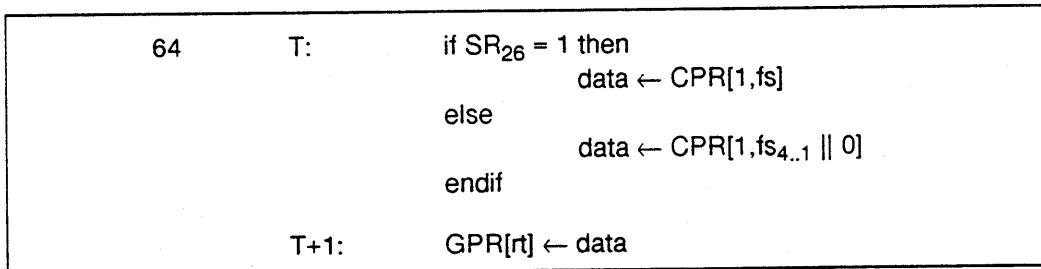 64 T: if SR26 = 1 then
data ← CPR[1,fs]
else
data ← CPR[1,fs4..1 || 0]
endif
T+1: GPR[rt] ← data